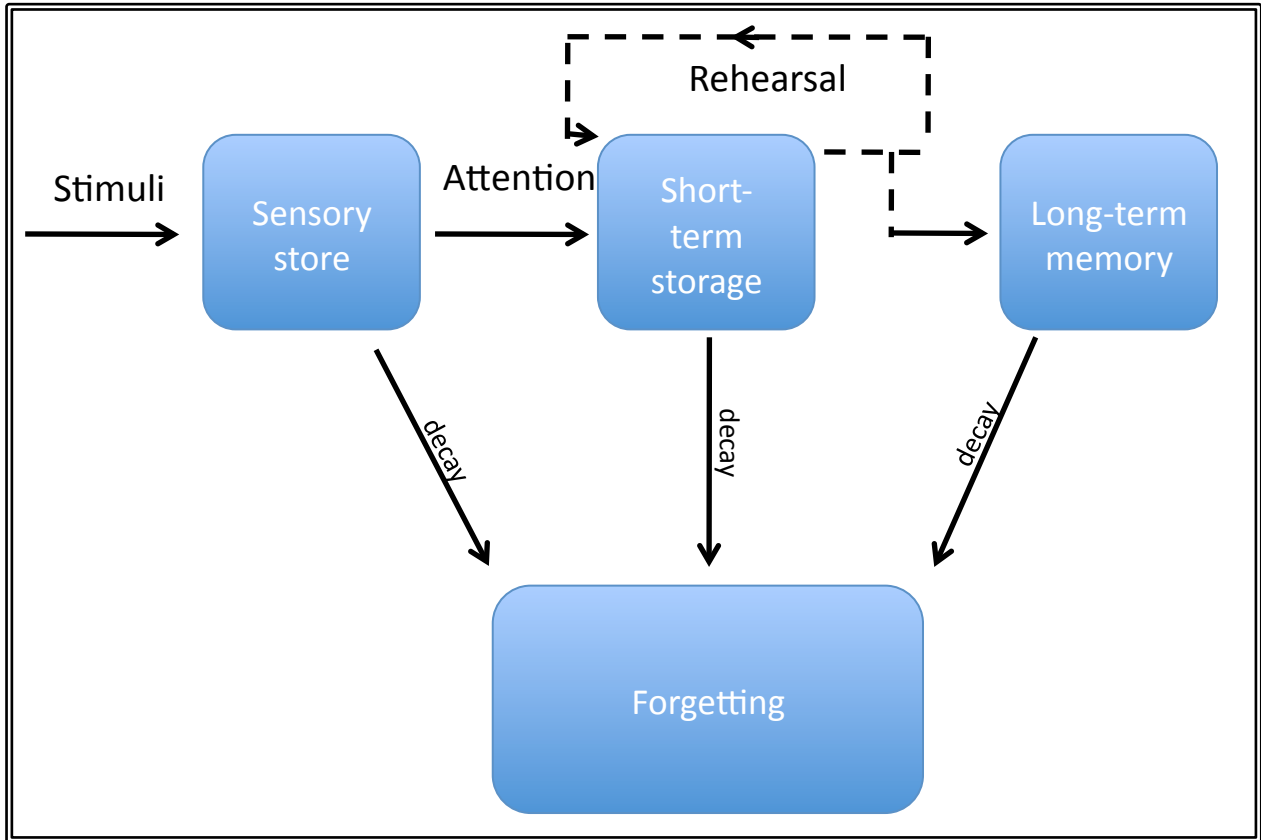 Rehearsal
Stimuli
Attention
Sensory
store
Short-
term
storage
Long-term
memory
decay
decay
decay
Forgetting